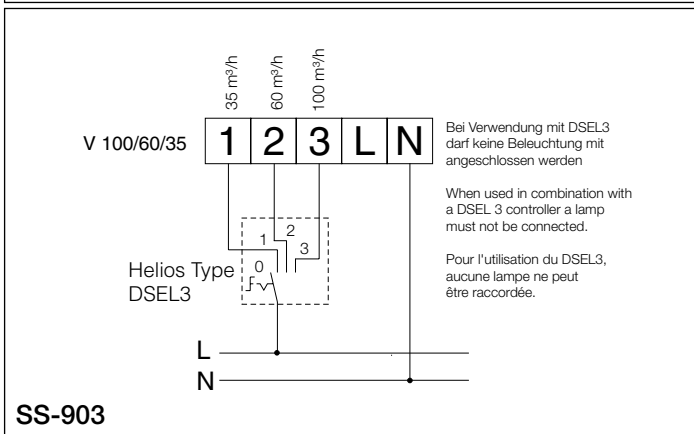 35 m³/h
60 m³/h
100 m³/h
V 100/60/35
1 2 3 L N
Bei Verwendung mit DSEL3
darf keine Beleuchtung mit
angeschlossen werden
When used in combination with
a DSEL 3 controller a lamp
must not be connected.
Pour l'utilisation du DSEL3,
aucune lampe ne peut
être raccordée.
2
1
3
0
Helios Type
DSEL3
L
N
SS-903